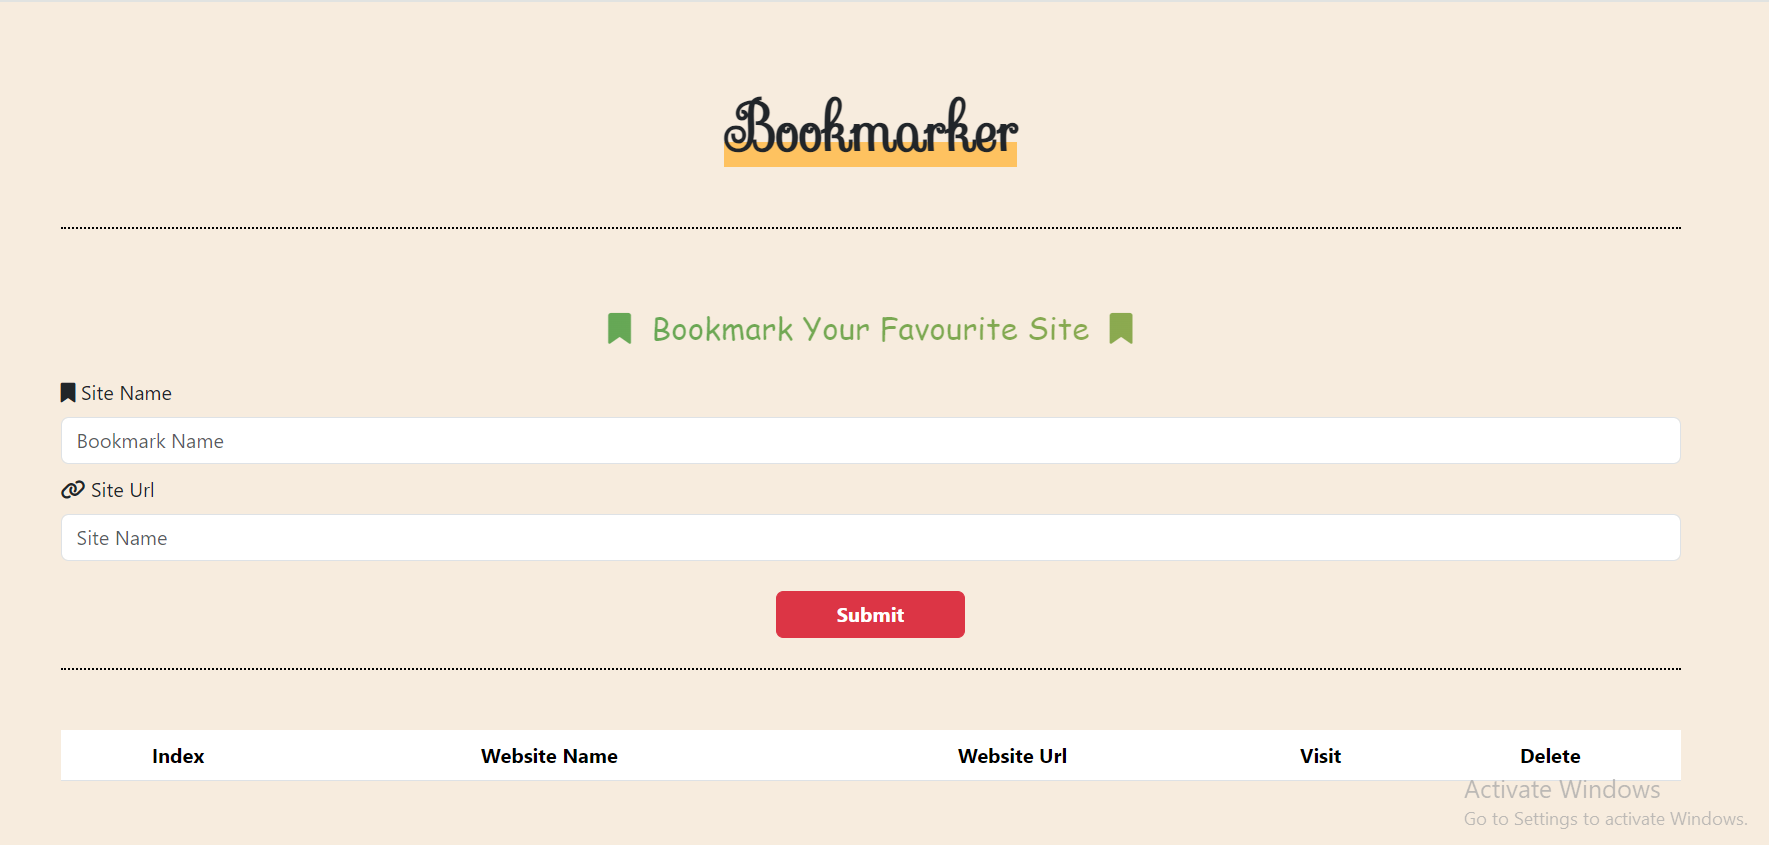 Bookmarker
Bookmark Your Favourite Site
Site Name
Bookmark Name
Site Url
Site Name
Submit
Index Website Name Website Url Visit Delete
Activate Windows
Go to Settings to activate Windows.